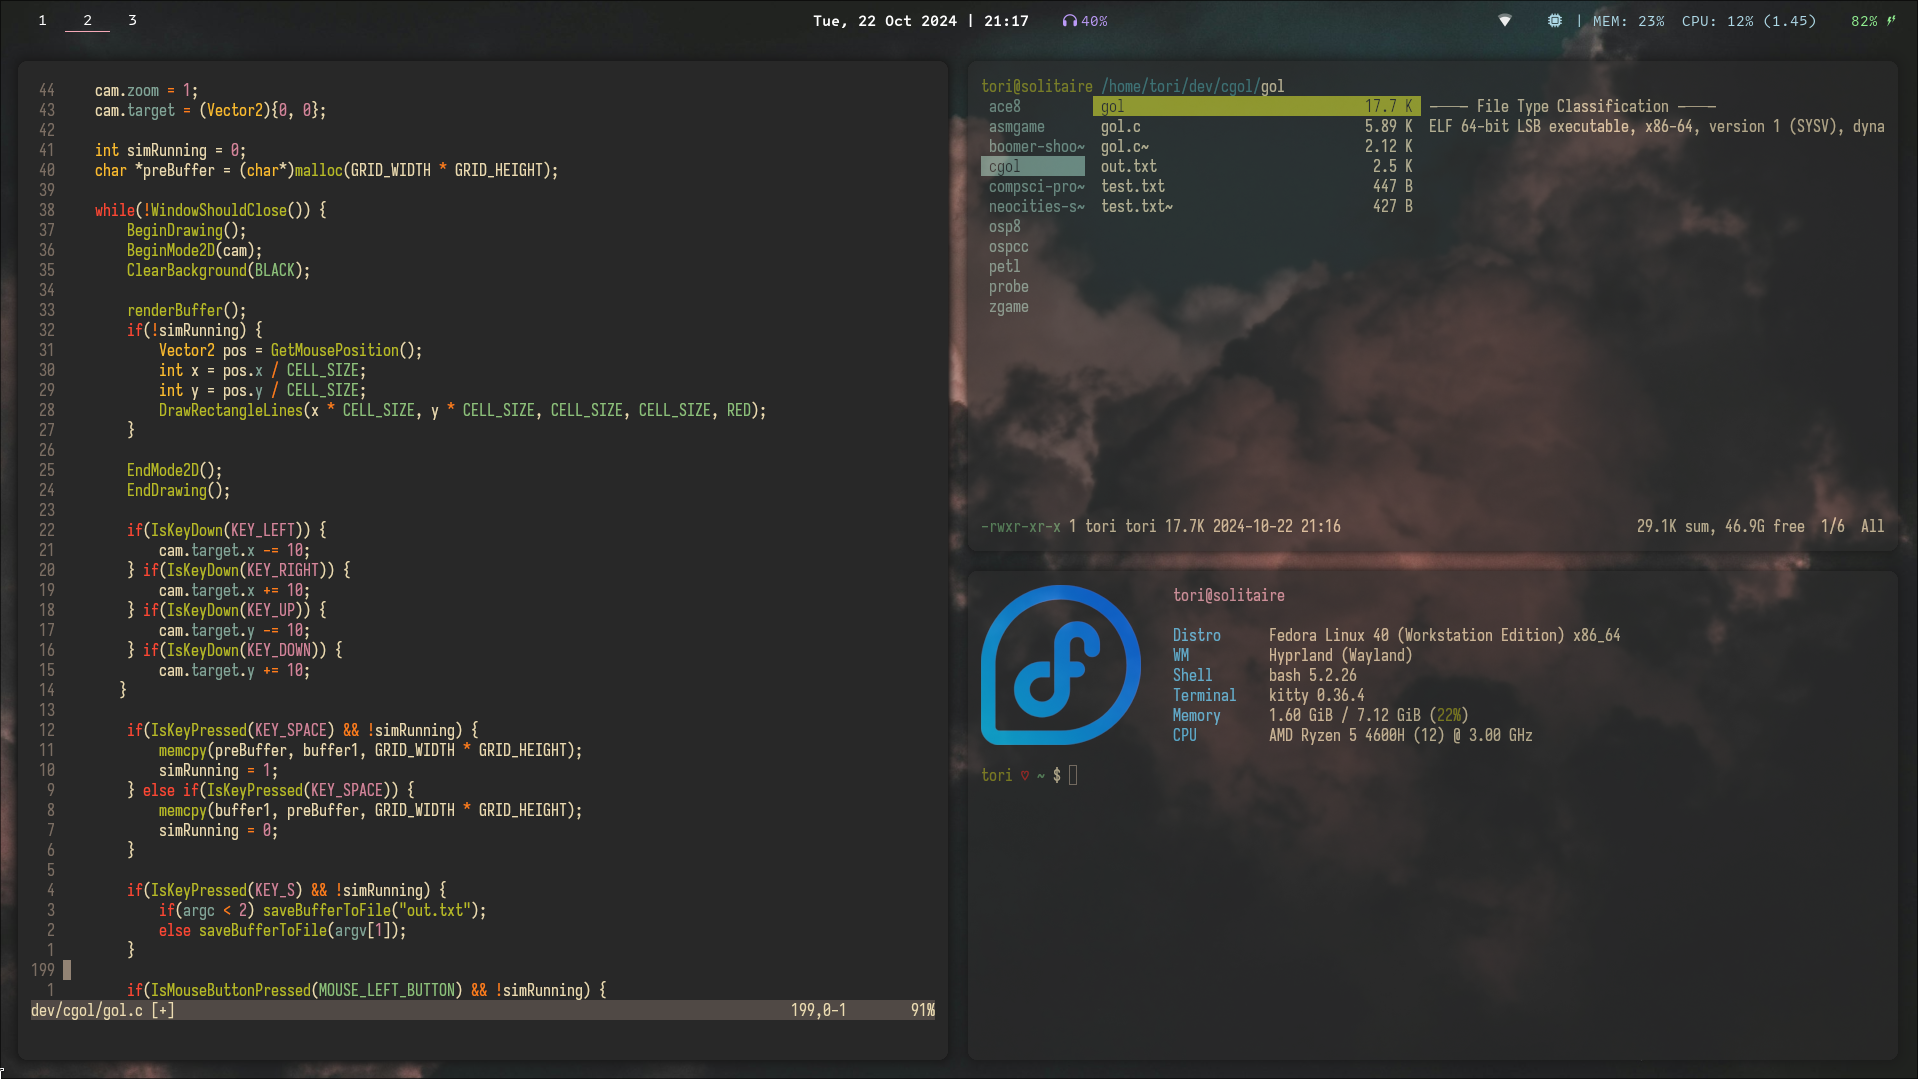 1 2 3
Tue, 22 Oct 2024 | 21:17 40%
| MEM: 23% CPU: 12% (1.45) 82%
44 cam.zoom = 1;
43 cam.target = (Vector2){0, 0};
42
41 int simRunning = 0;
40 char *preBuffer = (char*)malloc(GRID_WIDTH * GRID_HEIGHT);
39
38 while(!WindowShouldClose()) {
37 BeginDrawing();
36 BeginMode2D(cam);
35 ClearBackground(BLACK);
34
33 renderBuffer();
32 if(!simRunning) {
31 Vector2 pos = GetMousePosition();
30 int x = pos.x / CELL_SIZE;
29 int y = pos.y / CELL_SIZE;
28 DrawRectangleLines(x * CELL_SIZE, y * CELL_SIZE, CELL_SIZE, CELL_SIZE, RED);
27 }
26
25 EndMode2D();
24 EndDrawing();
23
22 if(IsKeyDown(KEY_LEFT)) {
21 cam.target.x -= 10;
20 } if(IsKeyDown(KEY_RIGHT)) {
19 cam.target.x += 10;
18 } if(IsKeyDown(KEY_UP)) {
17 cam.target.y -= 10;
16 } if(IsKeyDown(KEY_DOWN)) {
15 cam.target.y += 10;
14 }
13
12 if(IsKeyPressed(KEY_SPACE) && !simRunning) {
11 memcpy(preBuffer, buffer1, GRID_WIDTH * GRID_HEIGHT);
10 simRunning = 1;
9 } else if(IsKeyPressed(KEY_SPACE)) {
8 memcpy(buffer1, preBuffer, GRID_WIDTH * GRID_HEIGHT);
7 simRunning = 0;
6 }
5
4 if(IsKeyPressed(KEY_S) && !simRunning) {
3 if(argc < 2) saveBufferToFile("out.txt");
2 else saveBufferToFile(argv[1]);
1 }
199
1 if(IsMouseButtonPressed(MOUSE_LEFT_BUTTON) && !simRunning) {
dev/cgol/gol.c [+] 199,0-1 91%
tori@solitaire /home/tori/dev/cgol/gol
ace8 gol 17.7 K ──── File Type Classification ────
asmgame gol.c 5.89 K ELF 64-bit LSB executable, x86-64, version 1 (SYSV), dyna
boomer-shoo~ gol.c~ 2.12 K
cgol out.txt 2.5 K
compsci-pro~ test.txt 447 B
neocities-s~ test.txt~ 427 B
osp8
ospcc
petl
probe
zgame
-rwxr-xr-x 1 tori tori 17.7K 2024-10-22 21:16 29.1K sum, 46.9G free 1/6 All
tori@solitaire
Distro Fedora Linux 40 (Workstation Edition) x86_64
WM Hyprland (Wayland)
Shell bash 5.2.26
Terminal kitty 0.36.4
Memory 1.60 GiB / 7.12 GiB (22%)
CPU AMD Ryzen 5 4600H (12) @ 3.00 GHz
tori ♡ ~ $